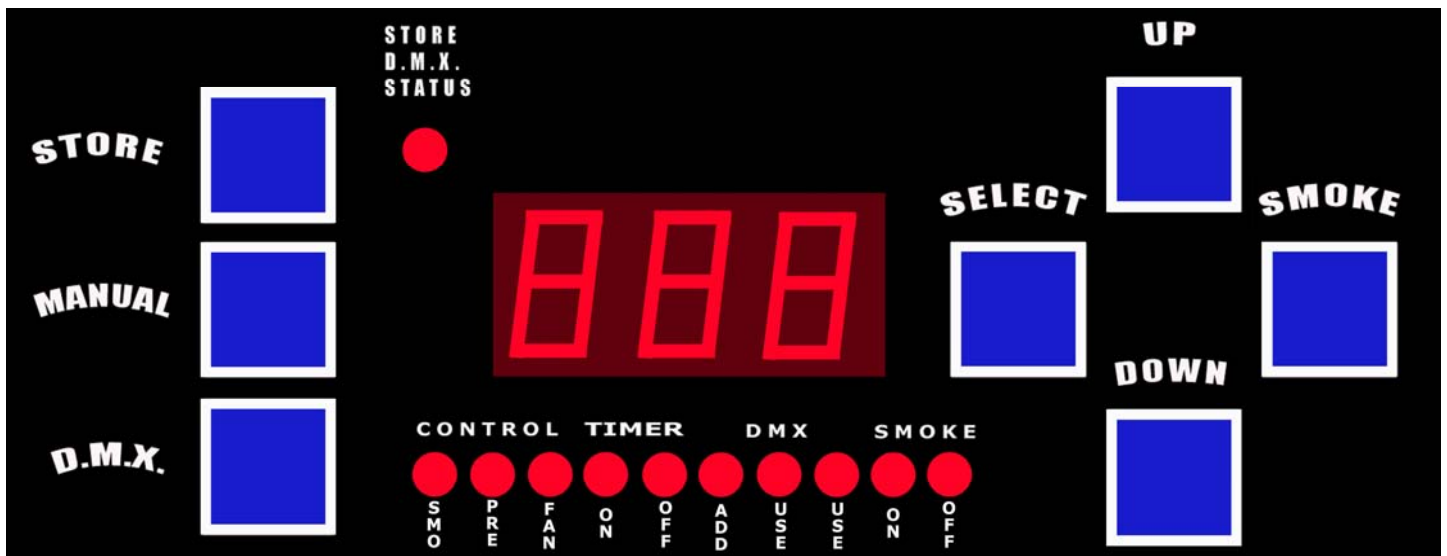 STORE
D.M.X.
STATUS
UP
STORE
SELECT
SMOKE
888
MANUAL
DOWN
D.M.X.
CONTROL TIMER DMX SMOKE
SMO PRE FAN ON OFF ADD USE USE ON OFF